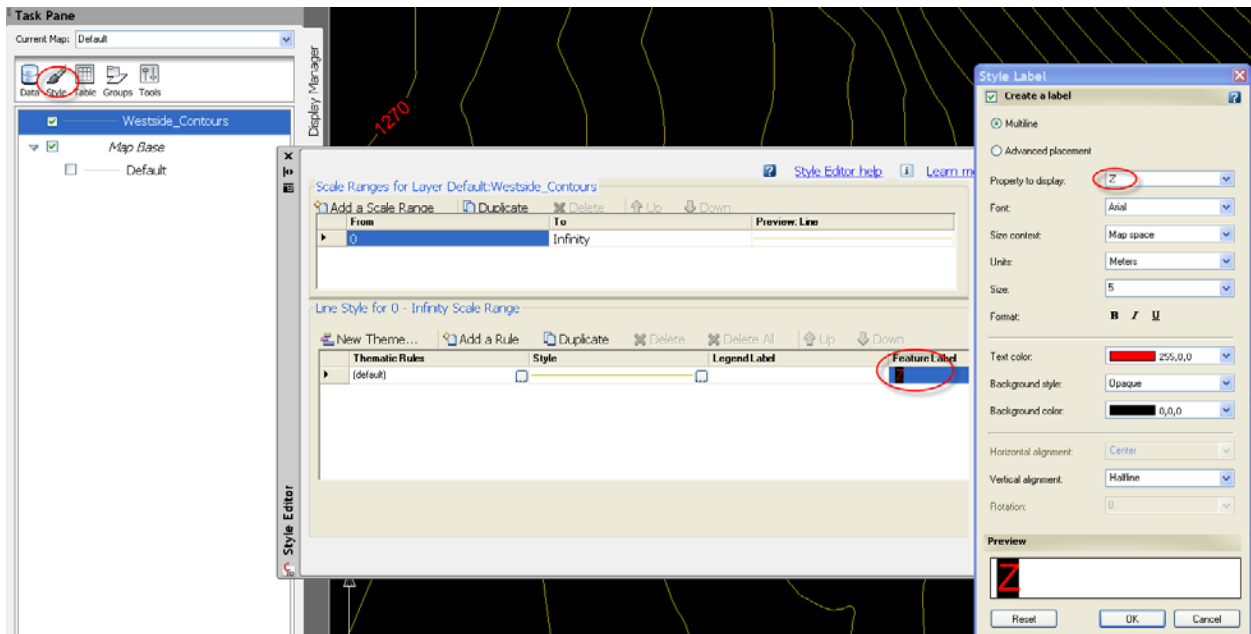 Task Pane
Current Map: Default
Data Style Table Groups Tools
Westside_Contours
Map Base
Default
Display Manager
1270
Style Editor help Learn m
Scale Ranges for Layer Default:Westside_Contours
Add a Scale Range Duplicate Delete Up Down
From To Preview: Line
0 Infinity
Line Style for 0 - Infinity Scale Range
New Theme... Add a Rule Duplicate Delete Delete All Up Down
Thematic Rules Style Legend Label Feature Label
(default) Z
Style Editor
Style Label
Create a label
Multiline
Advanced placement
Property to display: Z
Font: Arial
Size context: Map space
Units: Meters
Size: 5
Format: B I U
Text color: 255,0,0
Background style: Opaque
Background color: 0,0,0
Horizontal alignment: Center
Vertical alignment: Halfline
Rotation: 0
Preview
Z
Reset OK Cancel